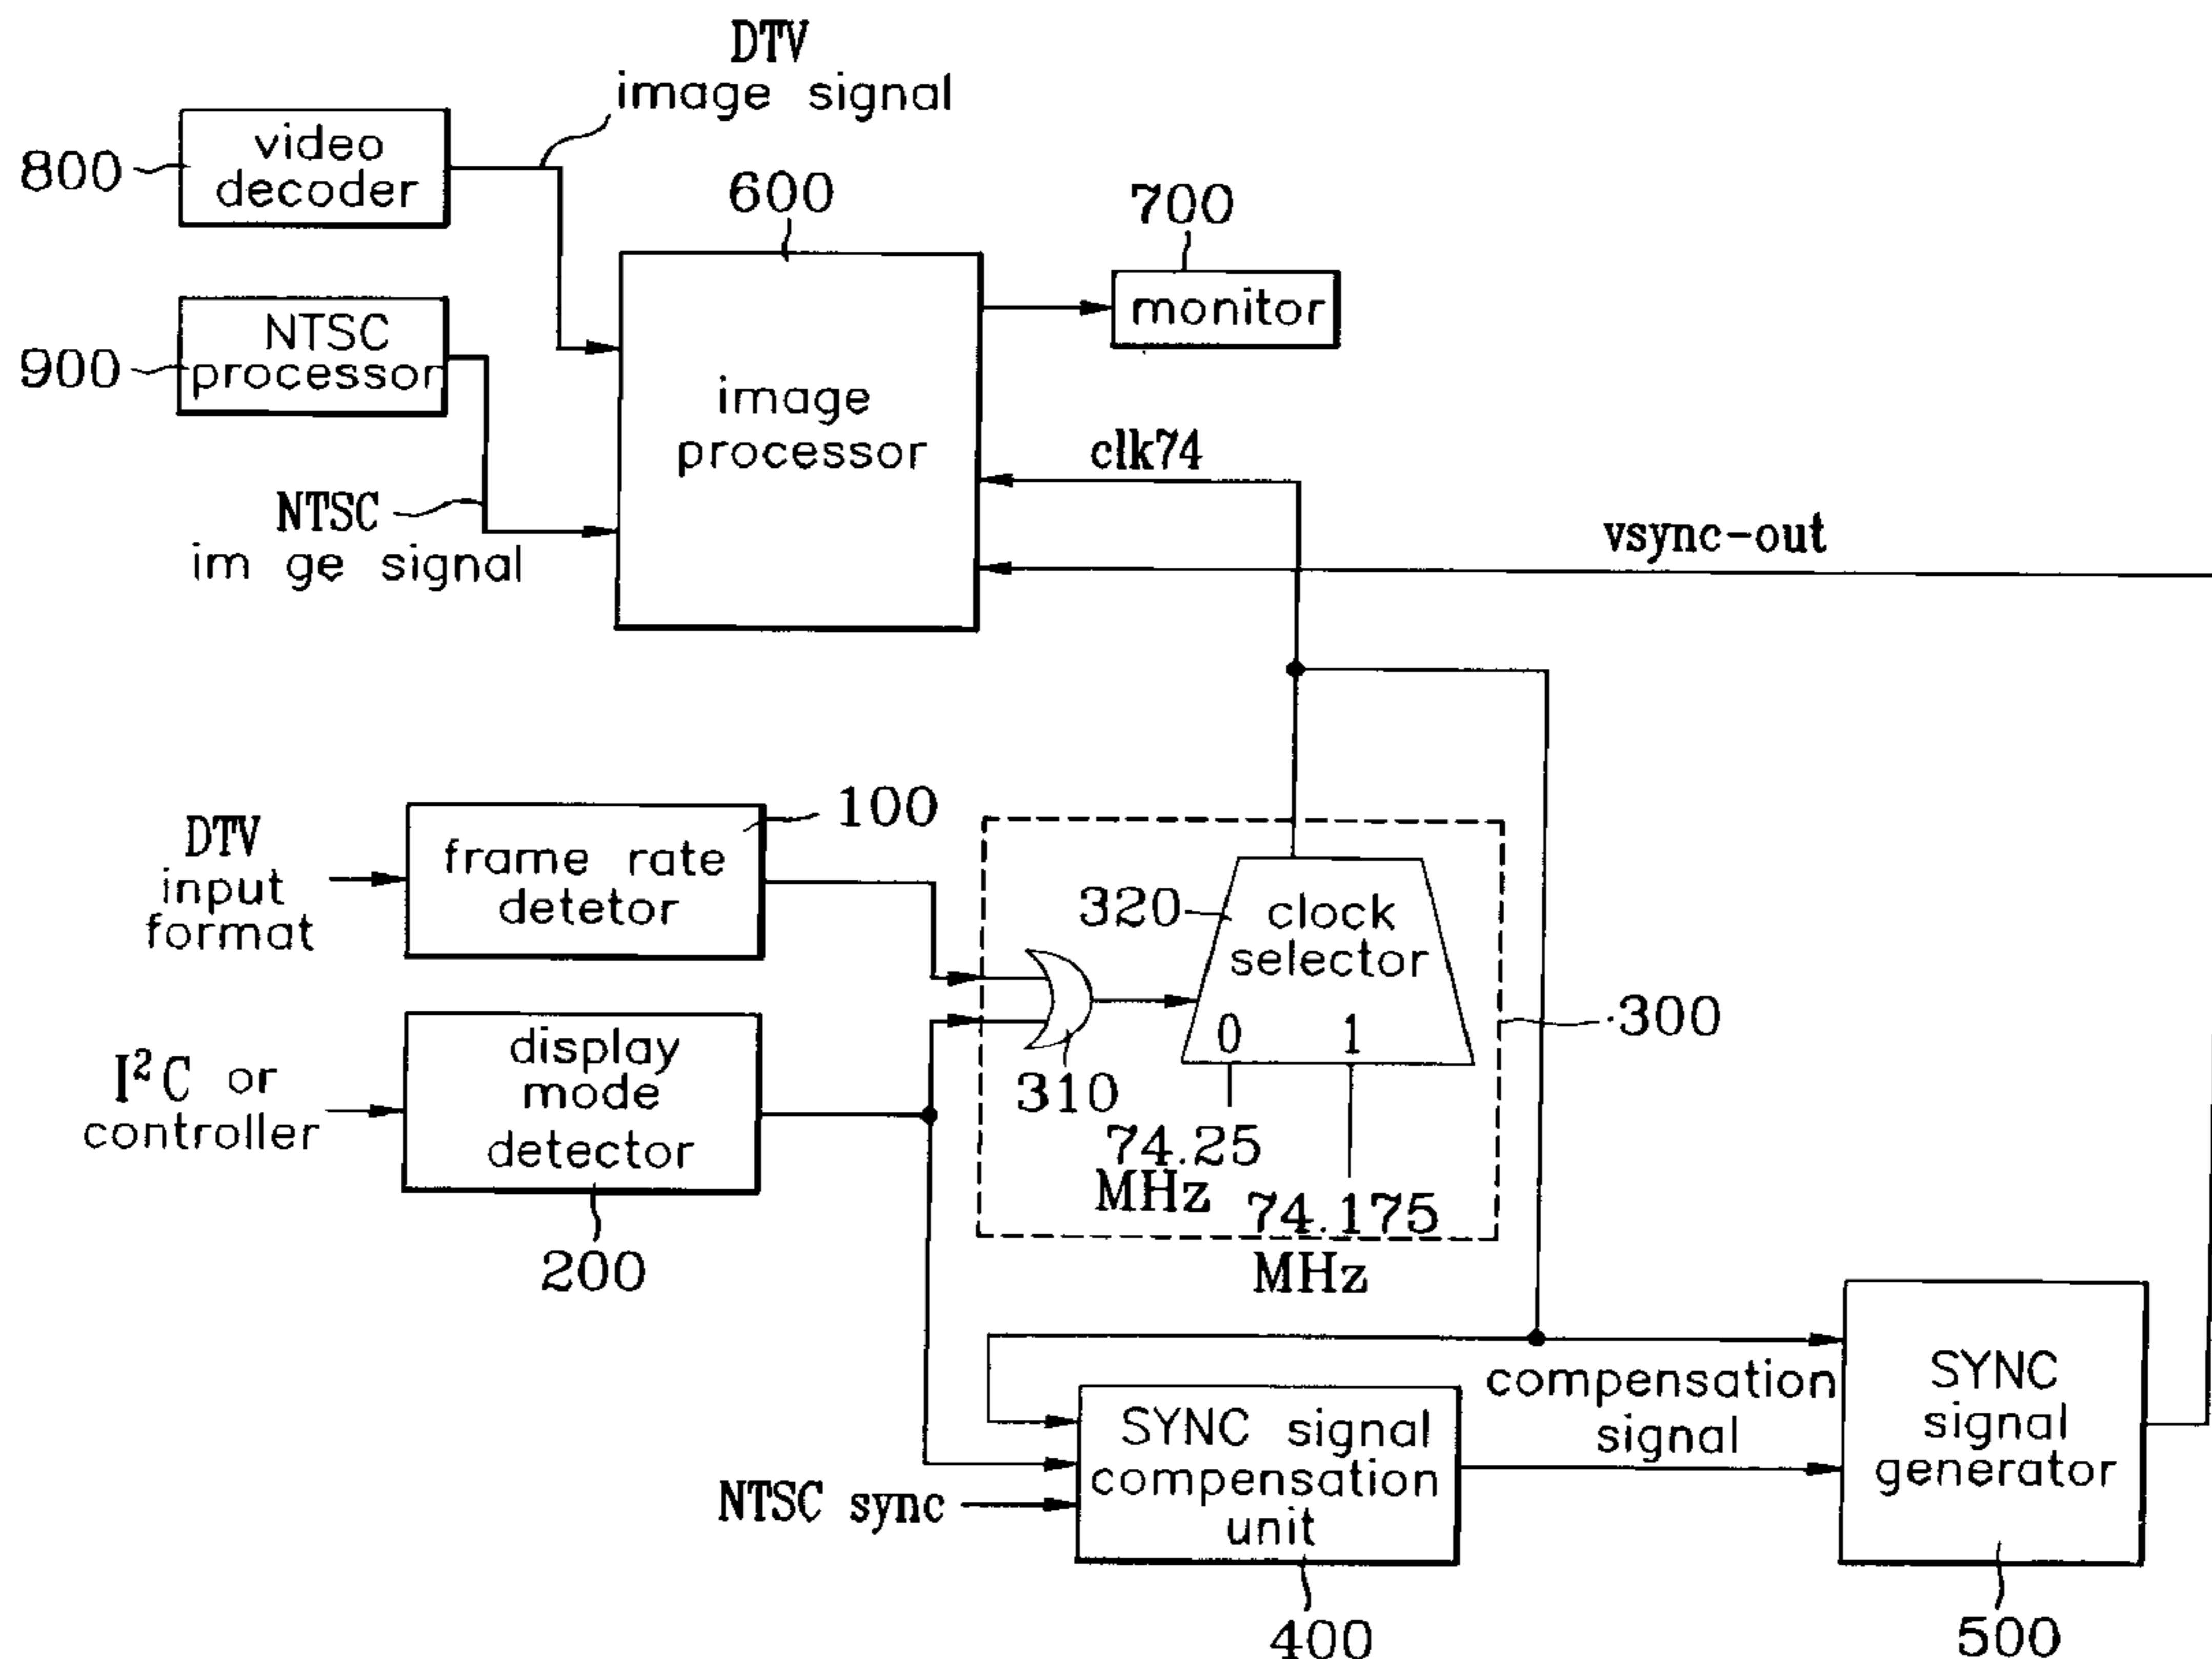 DTV
image signal
video
decoder
800
600
700
monitor
NTSC
processor
900
image
processor
clk74
NTSC
im ge signal
vsync-out
100
DTV
input
format
frame rate
detetor
320
clock
selector
0 1
300
I²C or
controller
display
mode
detector
310
74.25
MHz
74.175
MHz
200
compensation
signal
SYNC
signal
generator
SYNC signal
compensation
unit
NTSC sync
400
500